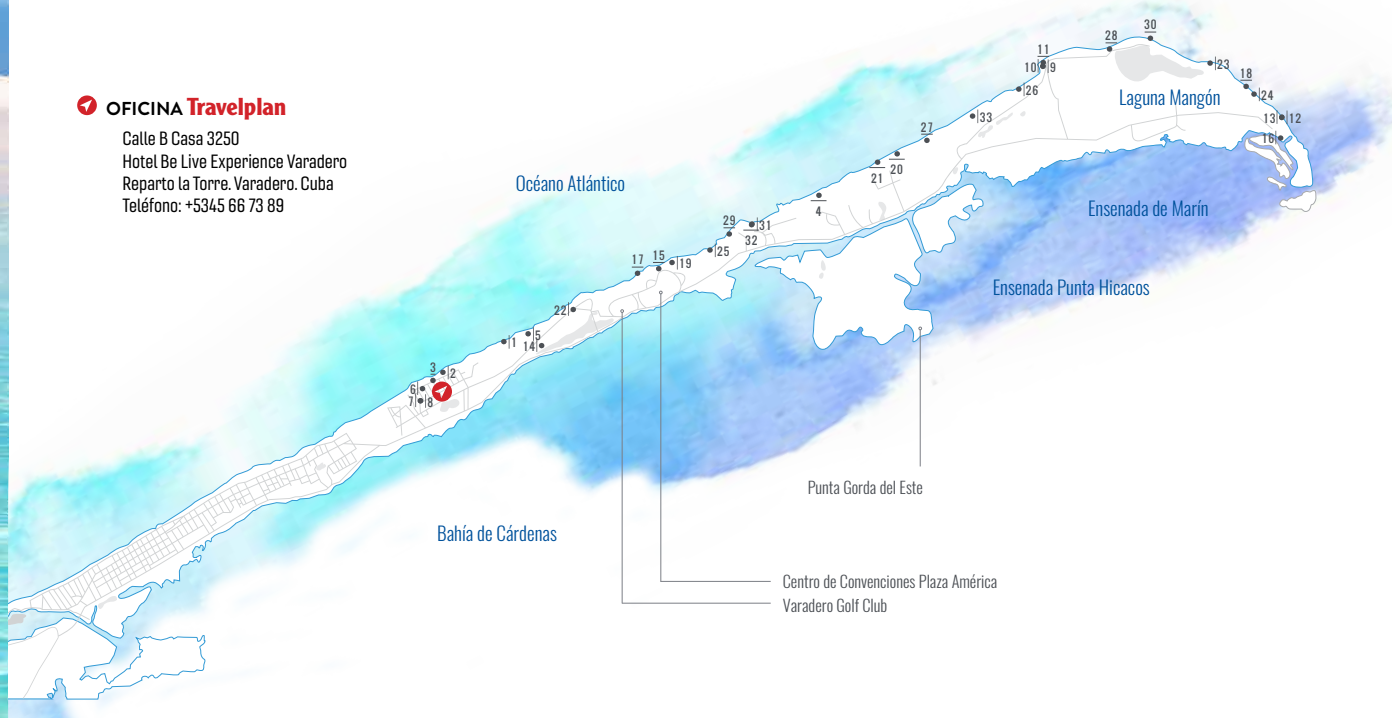 OFICINA Travelplan
Calle B Casa 3250
Hotel Be Live Experience Varadero
Reparto la Torre. Varadero. Cuba
Teléfono: +5345 66 73 89
30
28
11
10
9
23
18
24
26
Laguna Mangón
13
12
33
16
27
20
21
Océano Atlántico
4
Ensenada de Marín
29
31
32
25
15
17
19
Ensenada Punta Hicacos
22
5
1
14
3
2
6
7
8
Punta Gorda del Este
Bahía de Cárdenas
Centro de Convenciones Plaza América
Varadero Golf Club